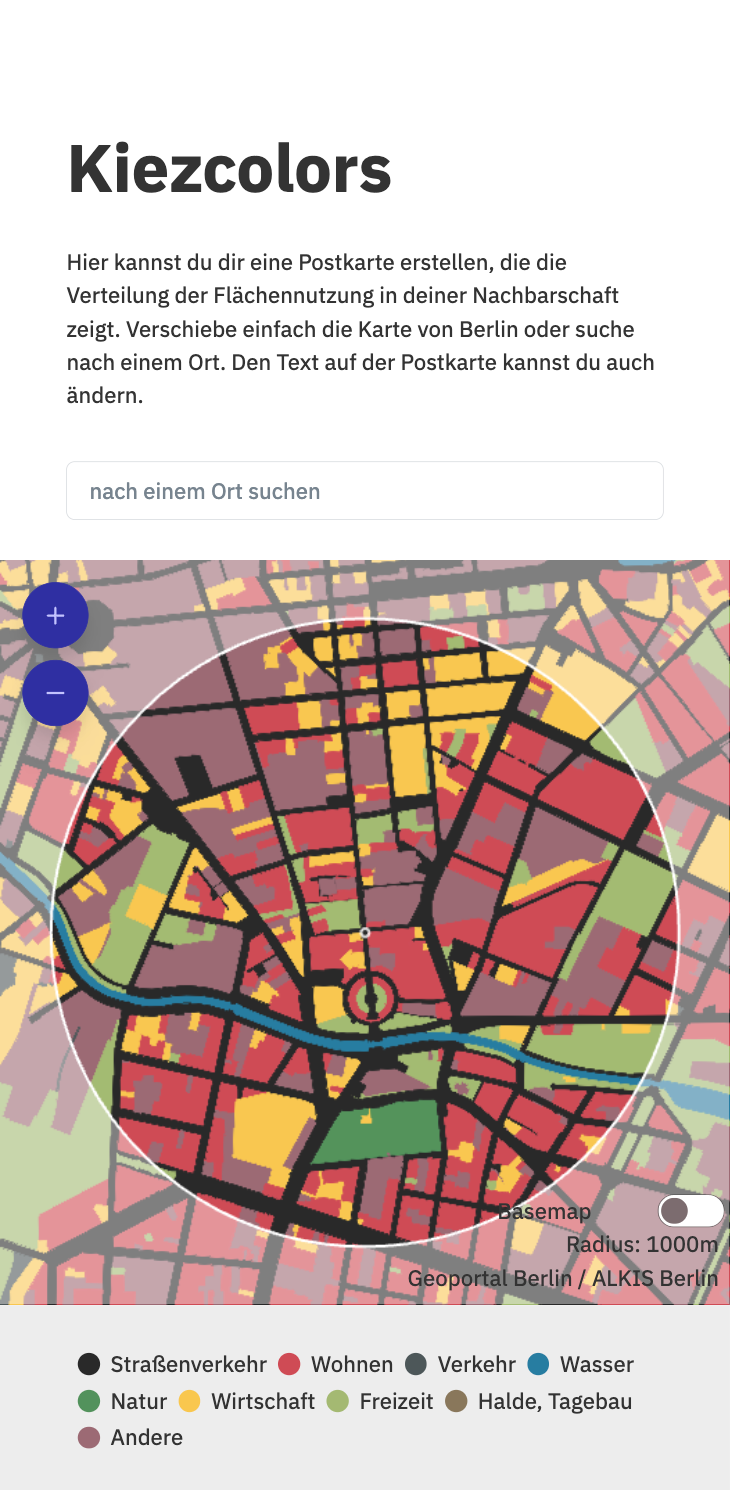 Kiezcolors
Hier kannst du dir eine Postkarte erstellen, die die
Verteilung der Flächennutzung in deiner Nachbarschaft
zeigt. Verschiebe einfach die Karte von Berlin oder suche
nach einem Ort. Den Text auf der Postkarte kannst du auch
ändern.
nach einem Ort suchen
+
−
Basemap
Radius: 1000m
Geoportal Berlin / ALKIS Berlin
Straßenverkehr Wohnen Verkehr Wasser
Natur Wirtschaft Freizeit Halde, Tagebau
Andere